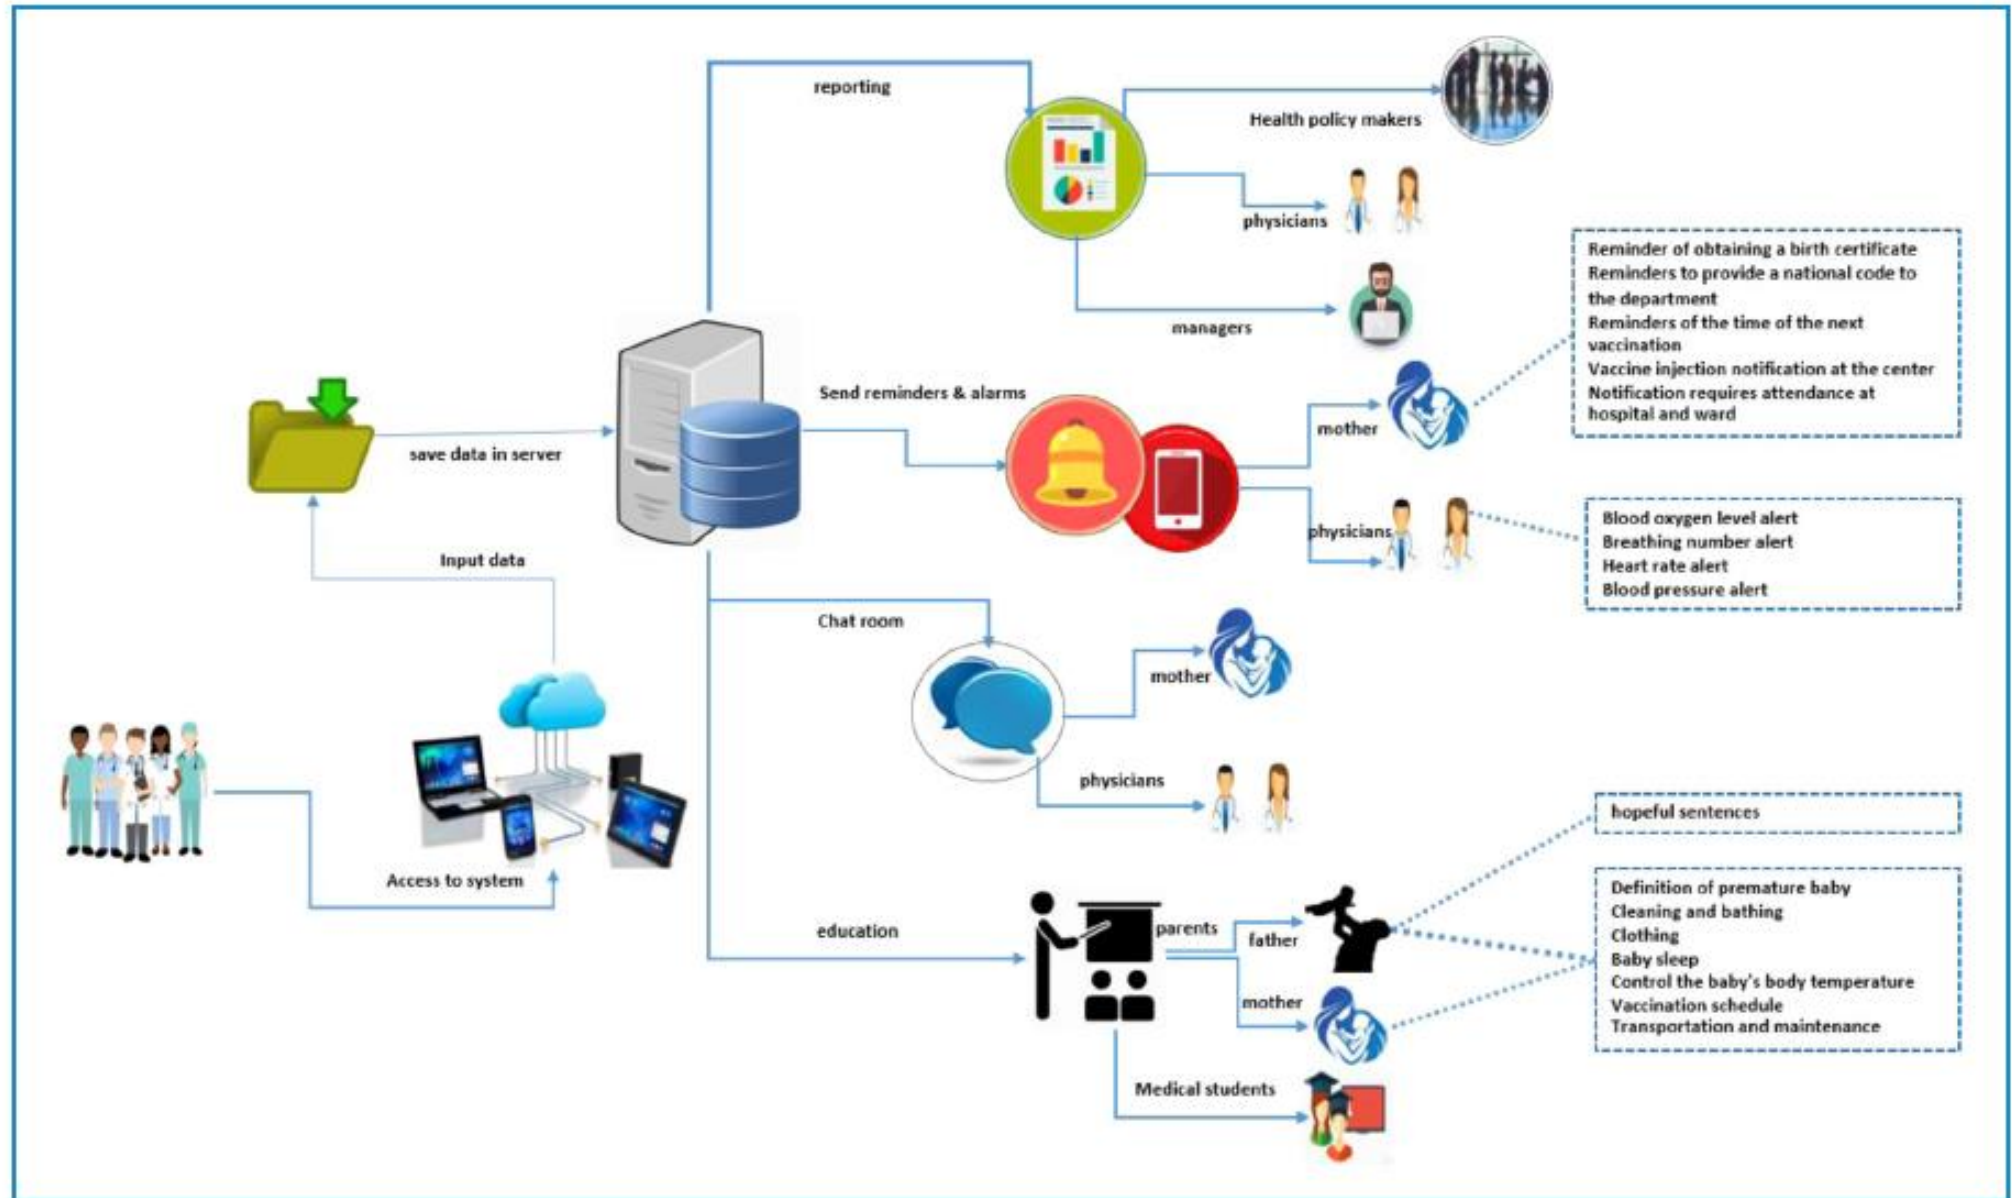 reporting
Health policy makers
physicians
managers
Reminder of obtaining a birth certificate
Reminders to provide a national code to
the department
Reminders of the time of the next
vaccination
Vaccine injection notification at the center
Notification requires attendance at
hospital and ward
Send reminders & alarms
mother
physicians
Blood oxygen level alert
Breathing number alert
Heart rate alert
Blood pressure alert
save data in server
Input data
Chat room
mother
physicians
Access to system
hopeful sentences
education
parents
father
mother
Definition of premature baby
Cleaning and bathing
Clothing
Baby sleep
Control the baby's body temperature
Vaccination schedule
Transportation and maintenance
Medical students